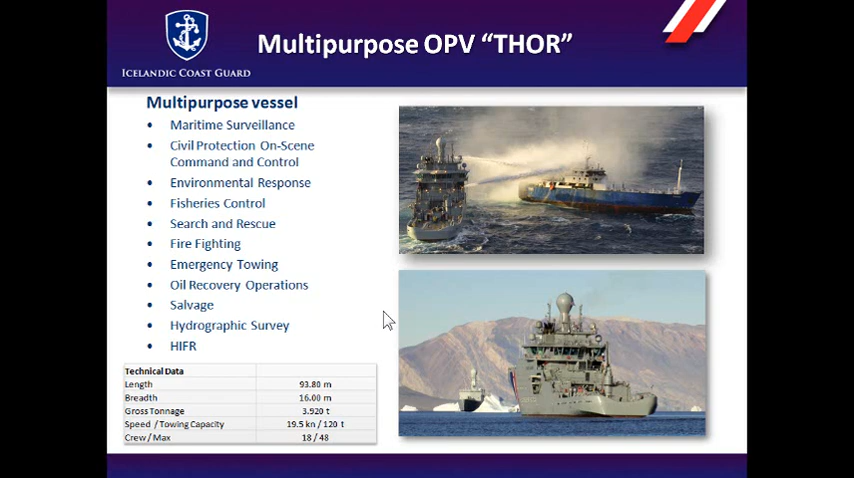 Multipurpose OPV “THOR”
ICELANDIC COAST GUARD
Multipurpose vessel
• Maritime Surveillance
• Civil Protection On-Scene
Command and Control
• Environmental Response
• Fisheries Control
• Search and Rescue
• Fire Fighting
• Emergency Towing
• Oil Recovery Operations
• Salvage
• Hydrographic Survey
• HIFR
Technical Data
Length 93.80 m
Breadth 16.00 m
Gross Tonnage 3.920 t
Speed / Towing Capacity 19.5 kn / 120 t
Crew / Max 18 / 48